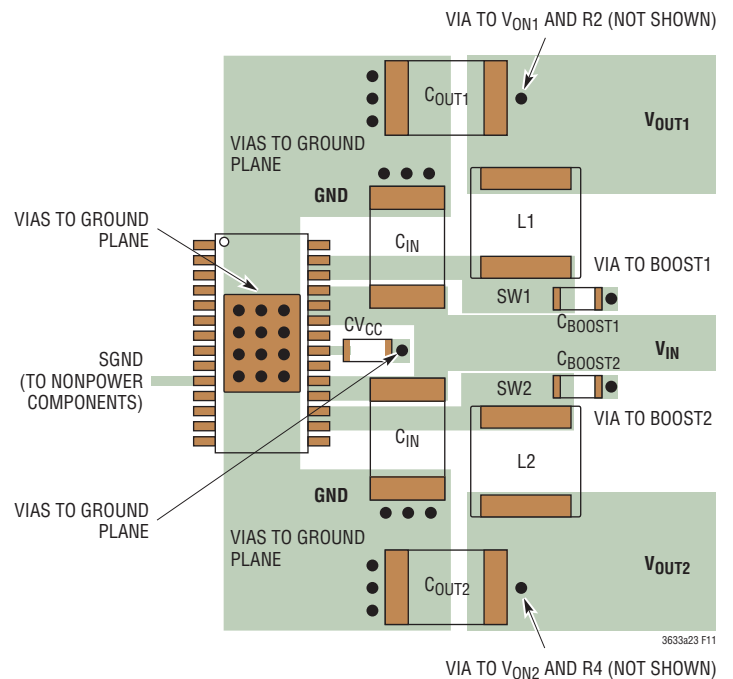 VIA TO VON1 AND R2 (NOT SHOWN)
COUT1
VOUT1
VIAS TO GROUND
PLANE
GND
VIAS TO GROUND
PLANE
CIN
L1
VIA TO BOOST1
SW1
CBOOST1
CVCC
VIN
SGND
(TO NONPOWER
COMPONENTS)
CBOOST2
SW2
VIA TO BOOST2
CIN
L2
GND
VIAS TO GROUND
PLANE
VIAS TO GROUND
PLANE
COUT2
VOUT2
3633a23 F11
VIA TO VON2 AND R4 (NOT SHOWN)